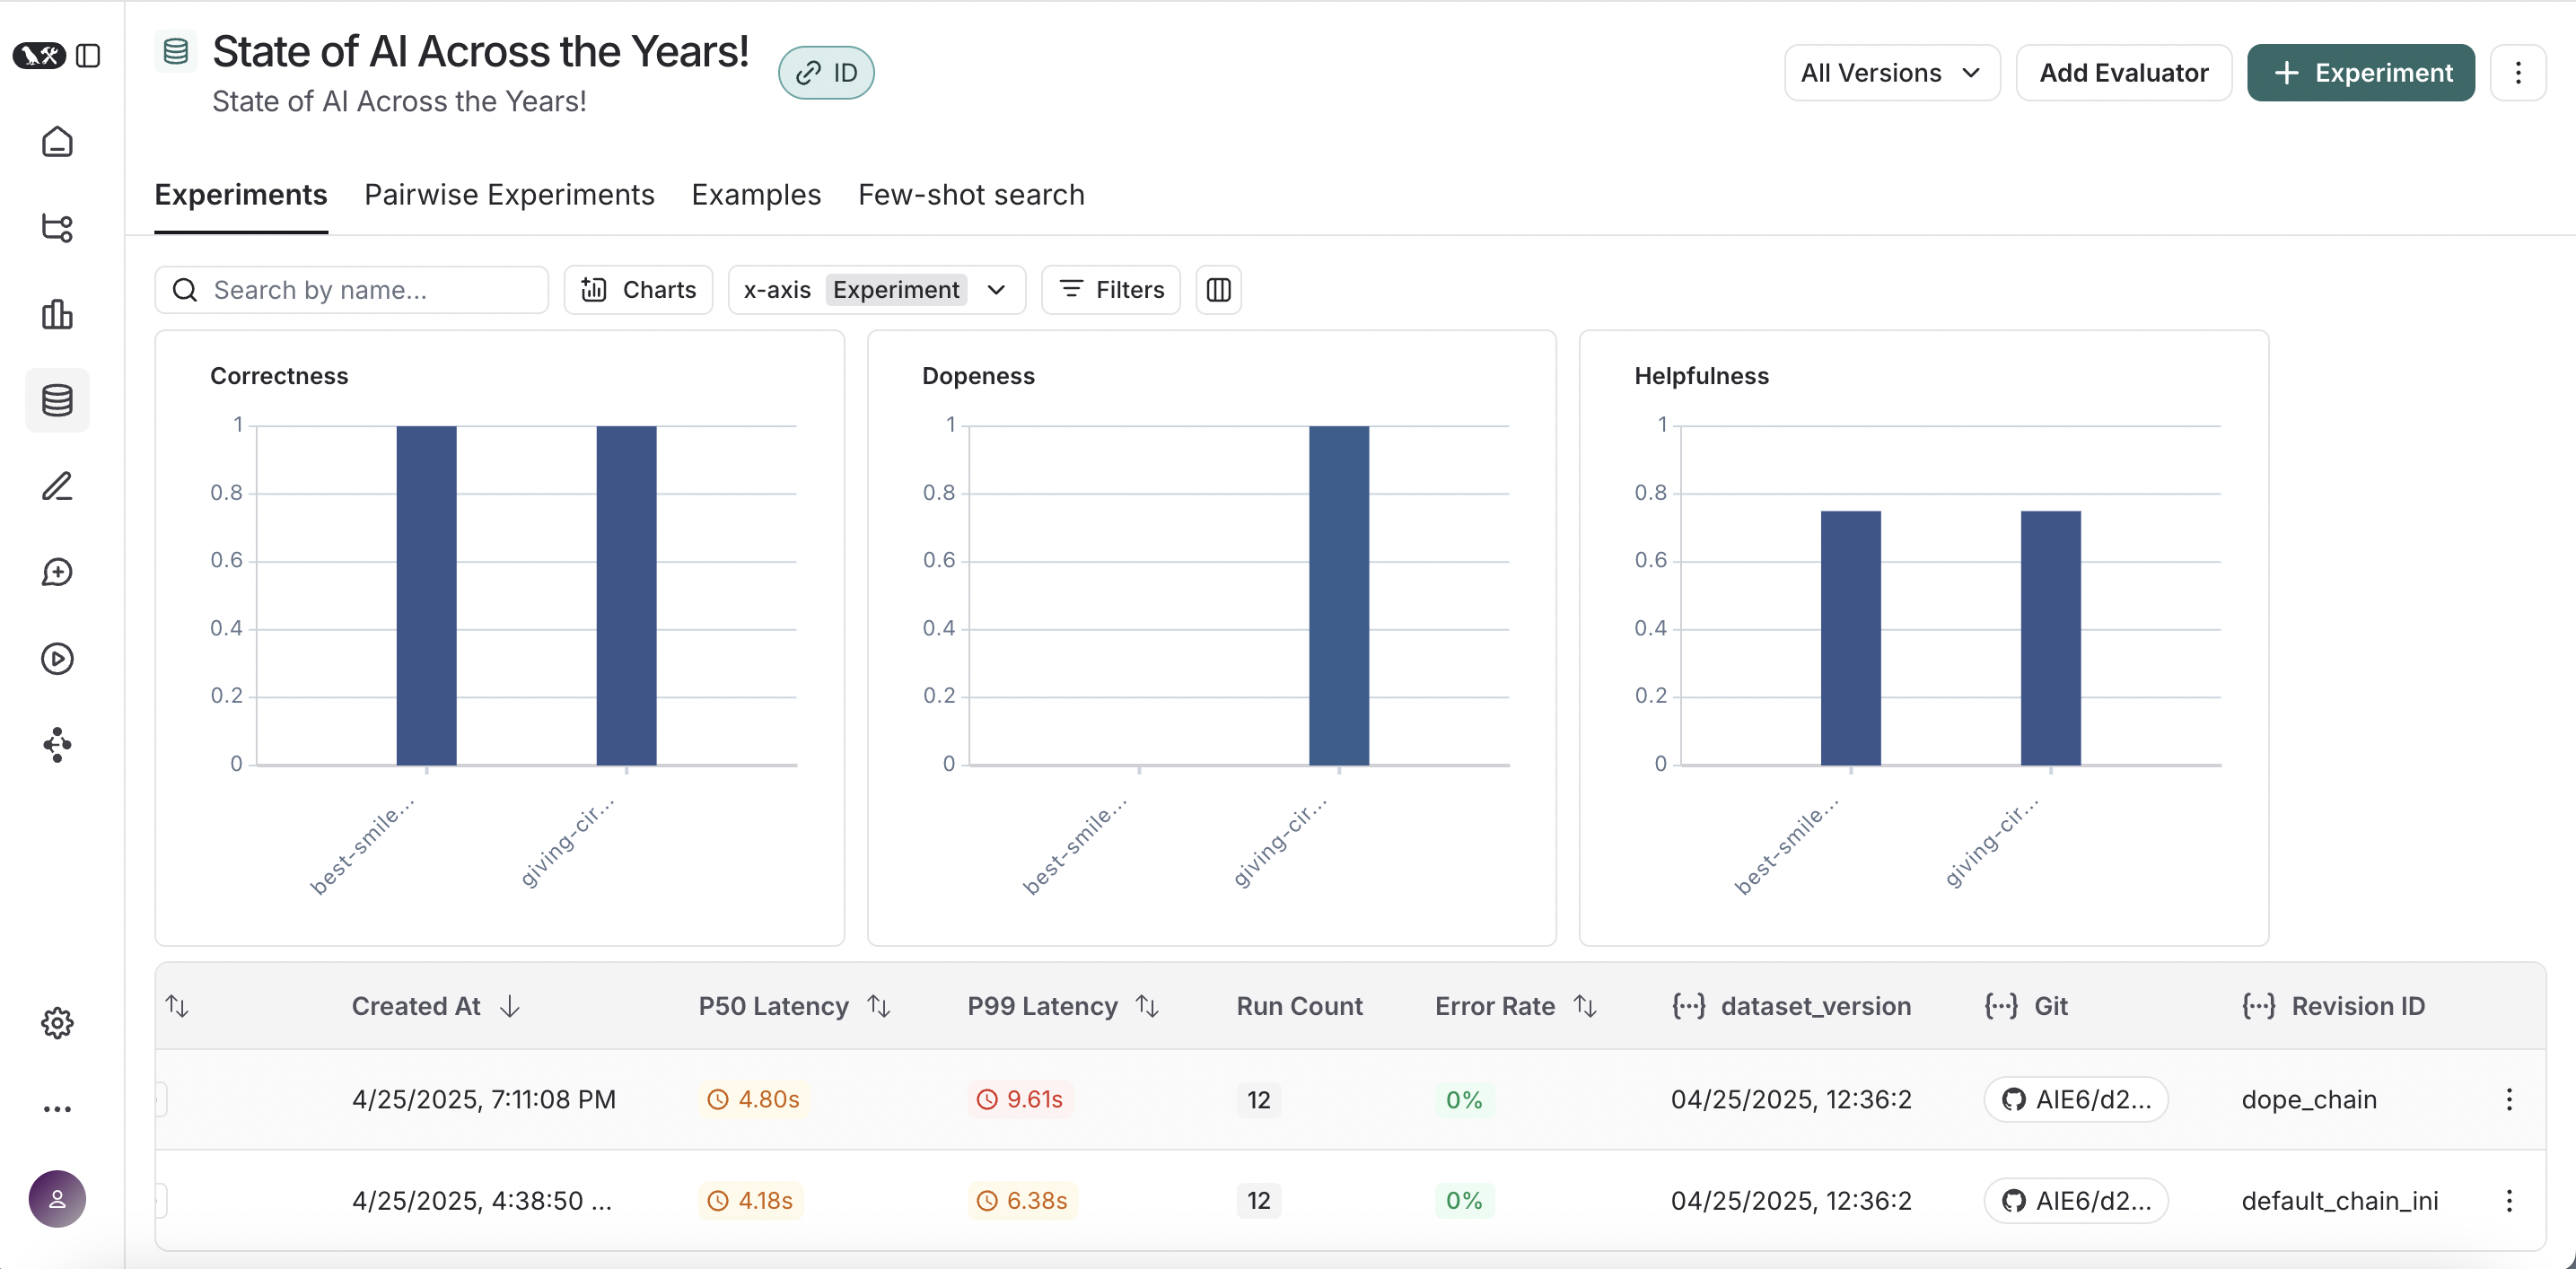 State of AI Across the Years!
ID
State of AI Across the Years!
All Versions
Add Evaluator
Experiment
Experiments
Pairwise Experiments
Examples
Few-shot search
Search by name...
Charts
x-axis Experiment
Filters
Correctness
1
0.8
0.6
0.4
0.2
0
best-smile...
giving-cir...
Dopeness
1
0.8
0.6
0.4
0.2
0
best-smile...
giving-cir...
Helpfulness
1
0.8
0.6
0.4
0.2
0
best-smile...
giving-cir...
Created At P50 Latency P99 Latency Run Count Error Rate dataset_version Git Revision ID
4/25/2025, 7:11:08 PM 4.80s 9.61s 12 0% 04/25/2025, 12:36:2 AIE6/d2... dope_chain
4/25/2025, 4:38:50 ... 4.18s 6.38s 12 0% 04/25/2025, 12:36:2 AIE6/d2... default_chain_ini